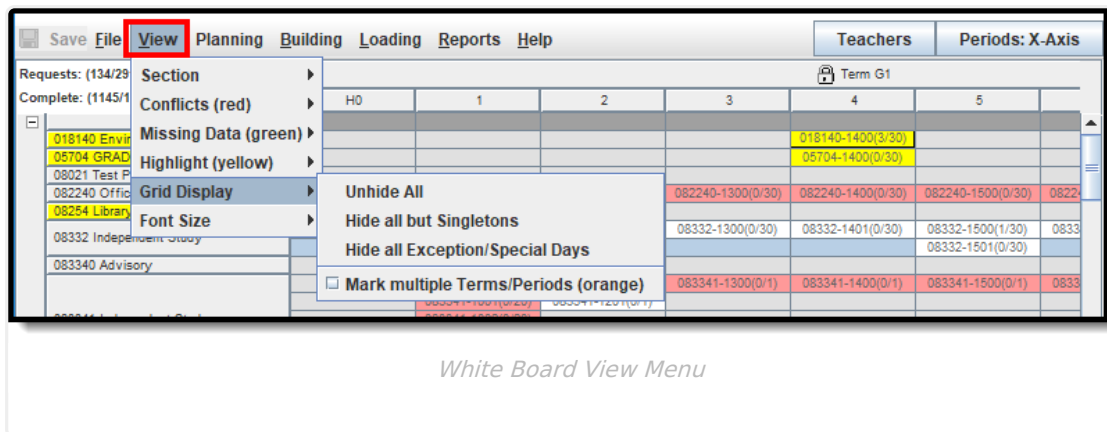 Save File View Planning Building Loading Reports Help Teachers Periods: X-Axis
Requests: (134/29 Section Term G1
Complete: (1145/1 Conflicts (red) H0 1 2 3 4 5
Missing Data (green)
018140 Envir 018140-1400(3/30)
05704 GRAD Highlight (yellow) 05704-1400(0/30)
08021 Test P
082240 Offic Grid Display Unhide All 082240-1300(0/30) 082240-1400(0/30) 082240-1500(0/30) 0822
08254 Library Font Size Hide all but Singletons
08332 Independent Study 08332-1300(0/30) 08332-1401(0/30) 08332-1500(1/30) 0833
Hide all Exception/Special Days 08332-1501(0/30)
083340 Advisory
Mark multiple Terms/Periods (orange) 083341-1300(0/1) 083341-1400(0/1) 083341-1500(0/1) 0833
White Board View Menu